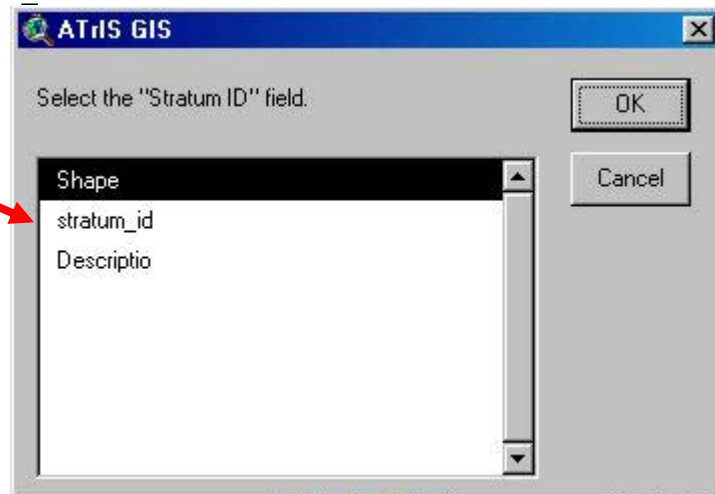 ATrIS GIS
Select the "Stratum ID" field.
OK
Cancel
Shape
stratum_id
Descriptio